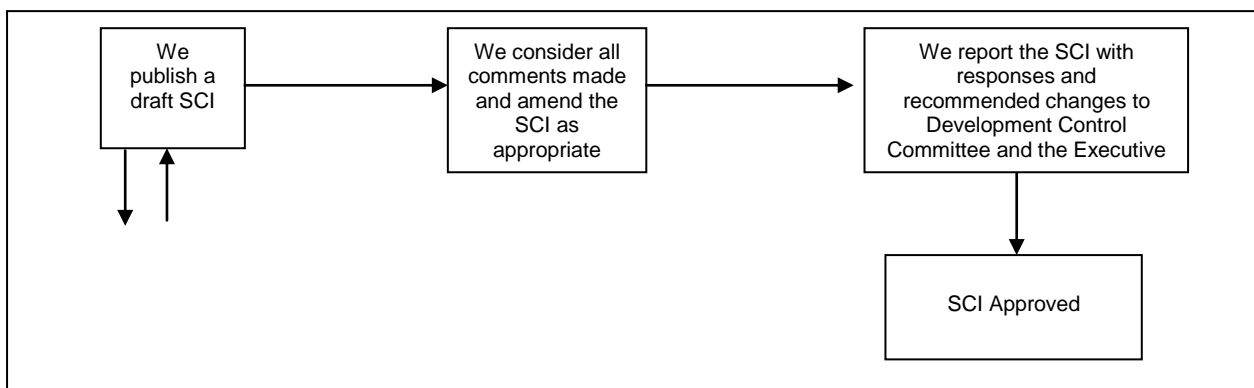 We
publish a
draft SCI
We consider all
comments made
and amend the
SCI as
appropriate
We report the SCI with
responses and
recommended changes to
Development Control
Committee and the Executive
SCI Approved